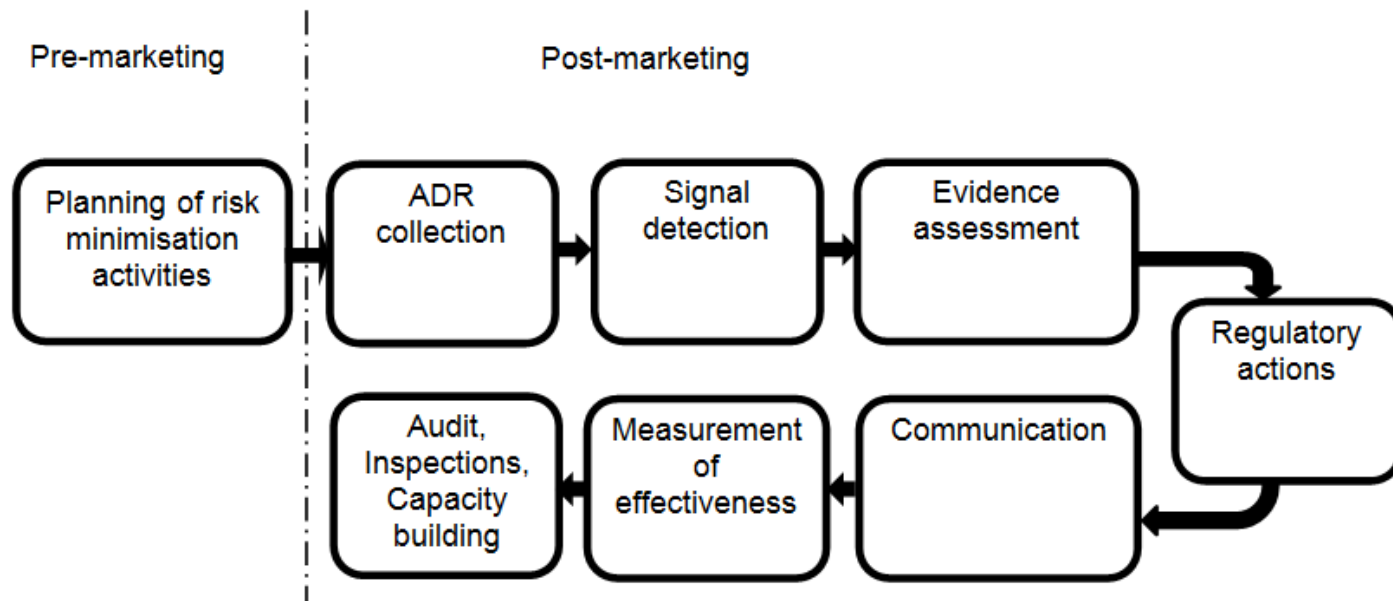 Pre-marketing
Post-marketing
Planning of risk
minimisation
activities
ADR
collection
Signal
detection
Evidence
assessment
Regulatory
actions
Communication
Measurement
of
effectiveness
Audit,
Inspections,
Capacity
building